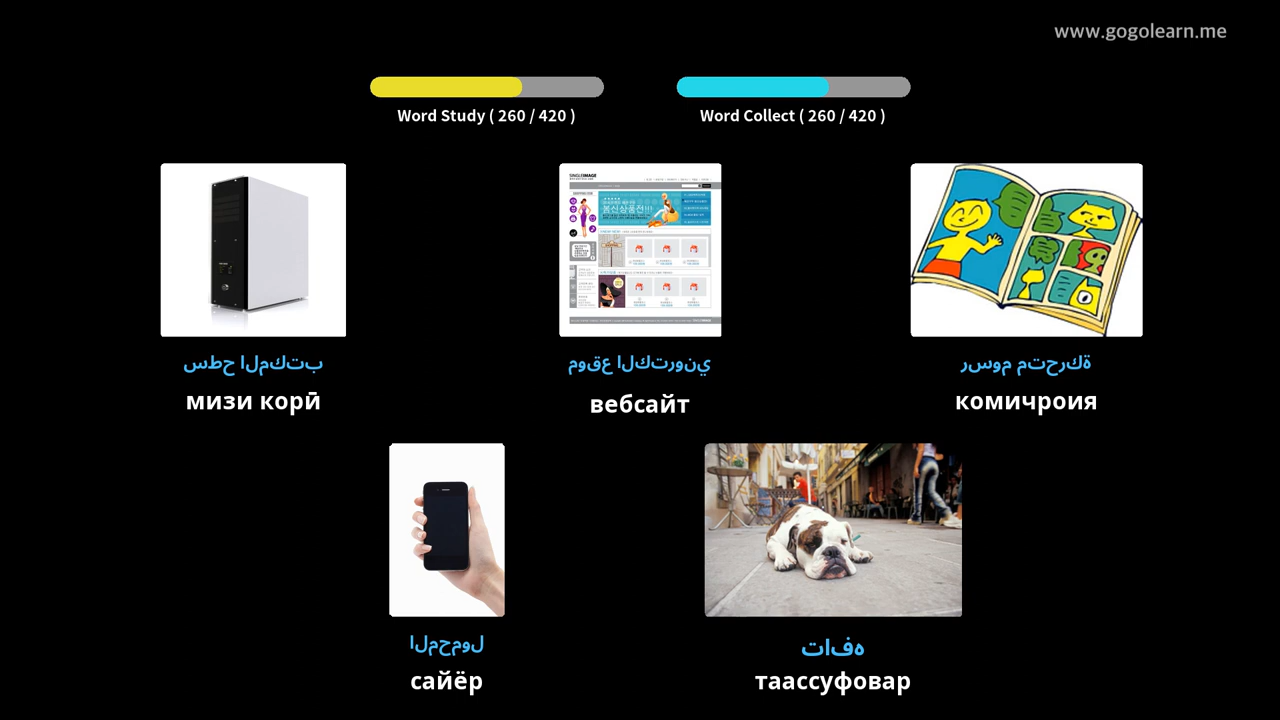 www.gogolearn.me
Word Study ( 260 / 420 )
Word Collect ( 260 / 420 )
سطح المكتب
мизи корӣ
موقع الكتروني
вебсайт
رسوم متحركة
комичроия
المحمول
сайёр
تافه
таассуфовар